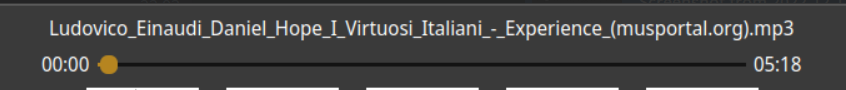 Ludovico_Einaudi_Daniel_Hope_I_Virtuosi_Italiani_-_Experience_(musportal.org).mp3
00:00 05:18